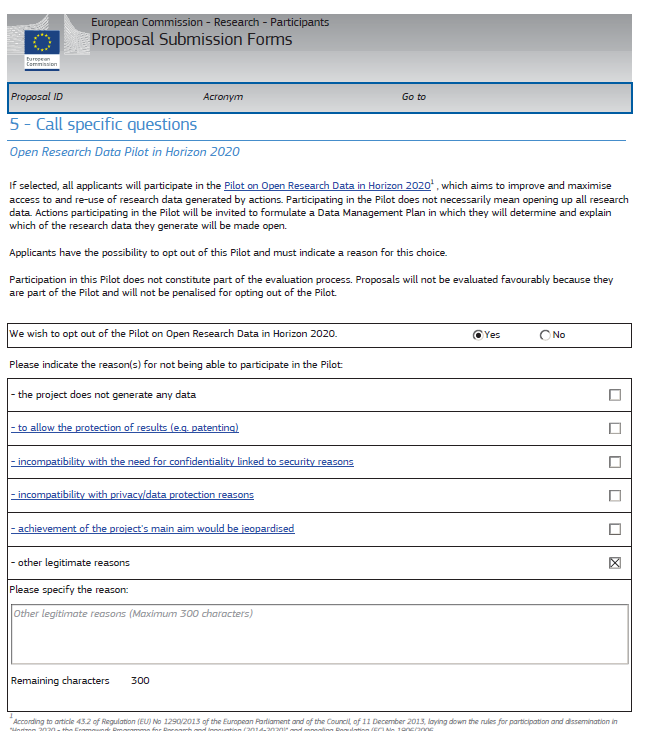 European Commission - Research - Participants
Proposal Submission Forms
European
Commission
Proposal ID Acronym Go to
5 - Call specific questions
Open Research Data Pilot in Horizon 2020
If selected, all applicants will participate in the Pilot on Open Research Data in Horizon 2020¹ , which aims to improve and maximise
access to and re-use of research data generated by actions. Participating in the Pilot does not necessarily mean opening up all research
data. Actions participating in the Pilot will be invited to formulate a Data Management Plan in which they will determine and explain
which of the research data they generate will be made open.
Applicants have the possibility to opt out of this Pilot and must indicate a reason for this choice.
Participation in this Pilot does not constitute part of the evaluation process. Proposals will not be evaluated favourably because they
are part of the Pilot and will not be penalised for opting out of the Pilot.
We wish to opt out of the Pilot on Open Research Data in Horizon 2020. Yes No
Please indicate the reason(s) for not being able to participate in the Pilot:
- the project does not generate any data
- to allow the protection of results (e.g. patenting)
- incompatibility with the need for confidentiality linked to security reasons
- incompatibility with privacy/data protection reasons
- achievement of the project's main aim would be jeopardised
- other legitimate reasons
Please specify the reason:
Other legitimate reasons (Maximum 300 characters)
Remaining characters 300
¹According to article 43.2 of Regulation (EU) No 1290/2013 of the European Parliament and of the Council, of 11 December 2013, laying down the rules for participation and dissemination in
"Horizon 2020 - the Framework Programme for Research and Innovation (2014-2020)" and repealing Regulation (EC) No 1906/2006